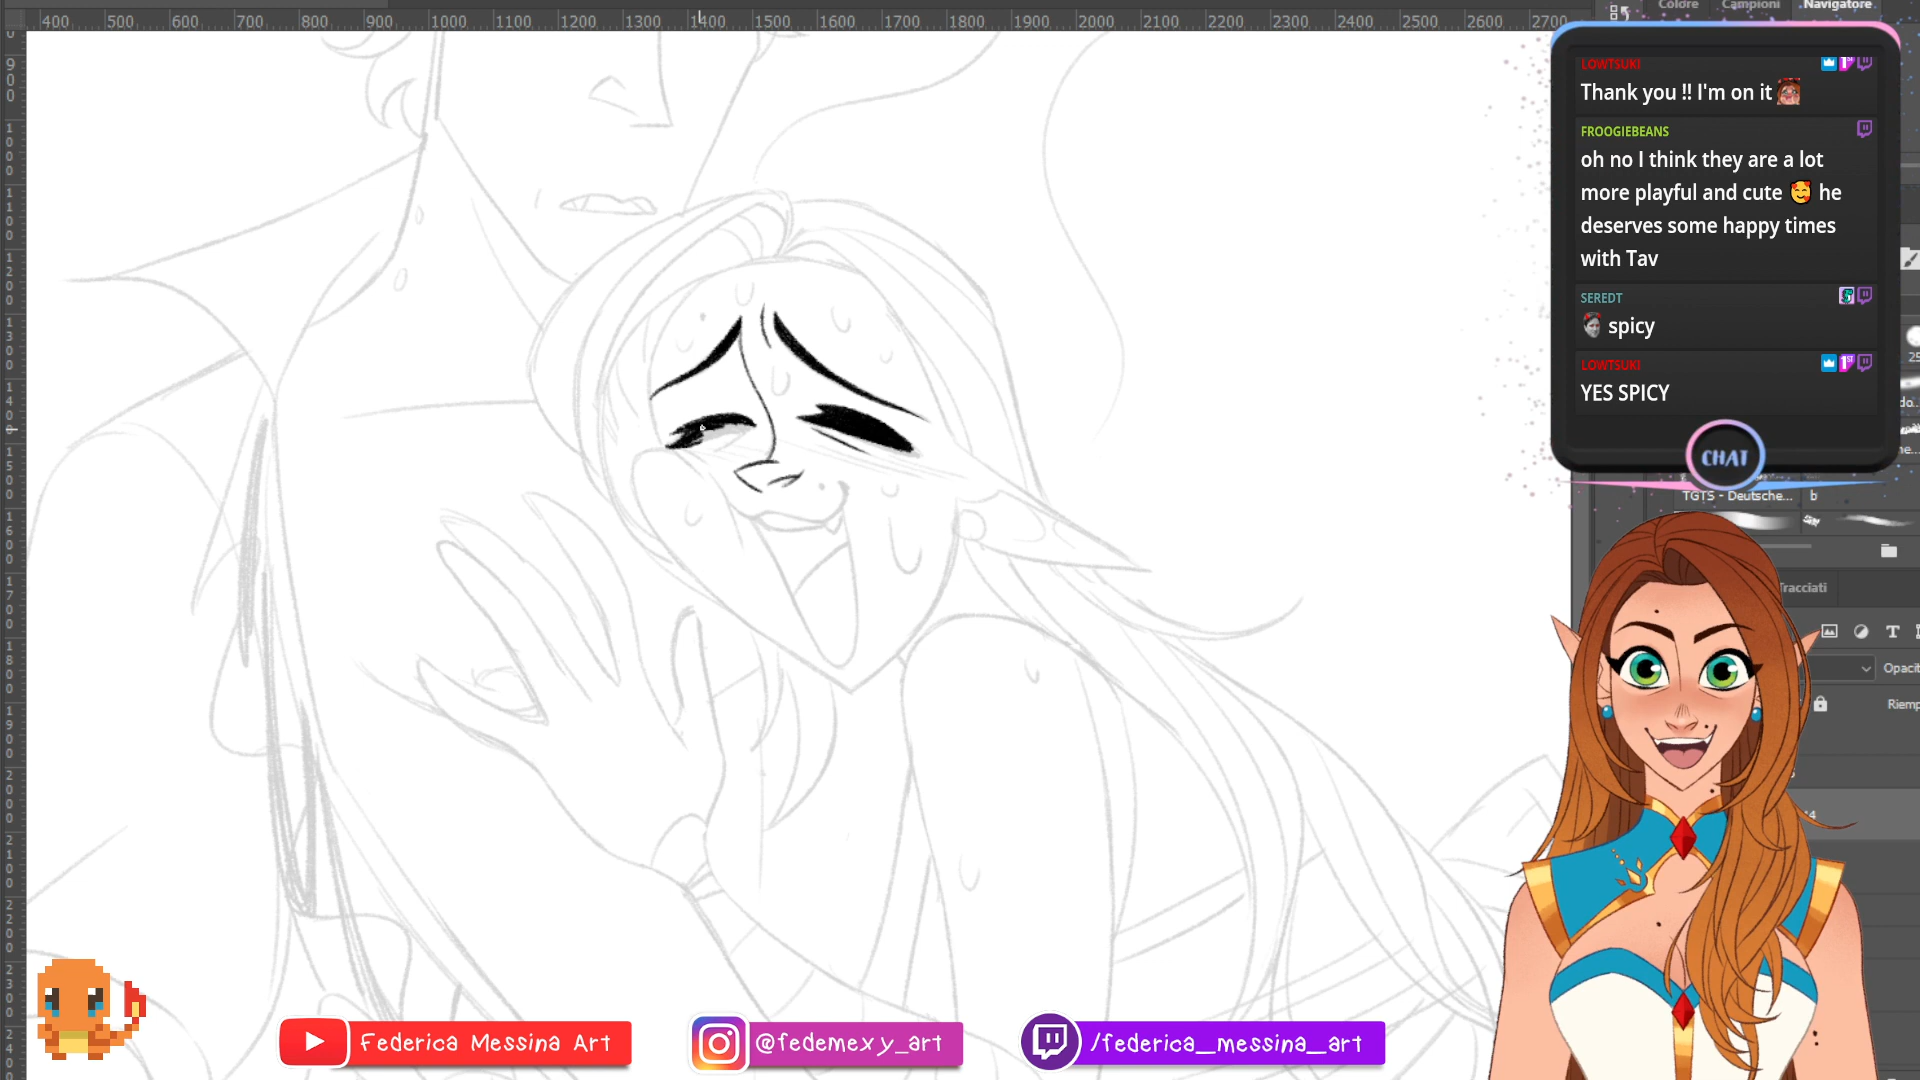 Colore Campioni Navigatore
400 500 600 700 800 900 1000 1100 1200 1300 1400 1500 1600 1700 1800 1900 2000 2100 2200 2300 2400 2500 2600 2700
LOWTSUKI
Thank you !! I'm on it
FROOGIEBEANS
oh no I think they are a lot
more playful and cute 🥰 he
deserves some happy times
with Tav
SEREDT
spicy
LOWTSUKI
YES SPICY
CHAT
TGTS - Deutsche... b
Tracciati
Opacit
Riemp
Federica Messina Art
@fedemexy_art
/federica_messina_art